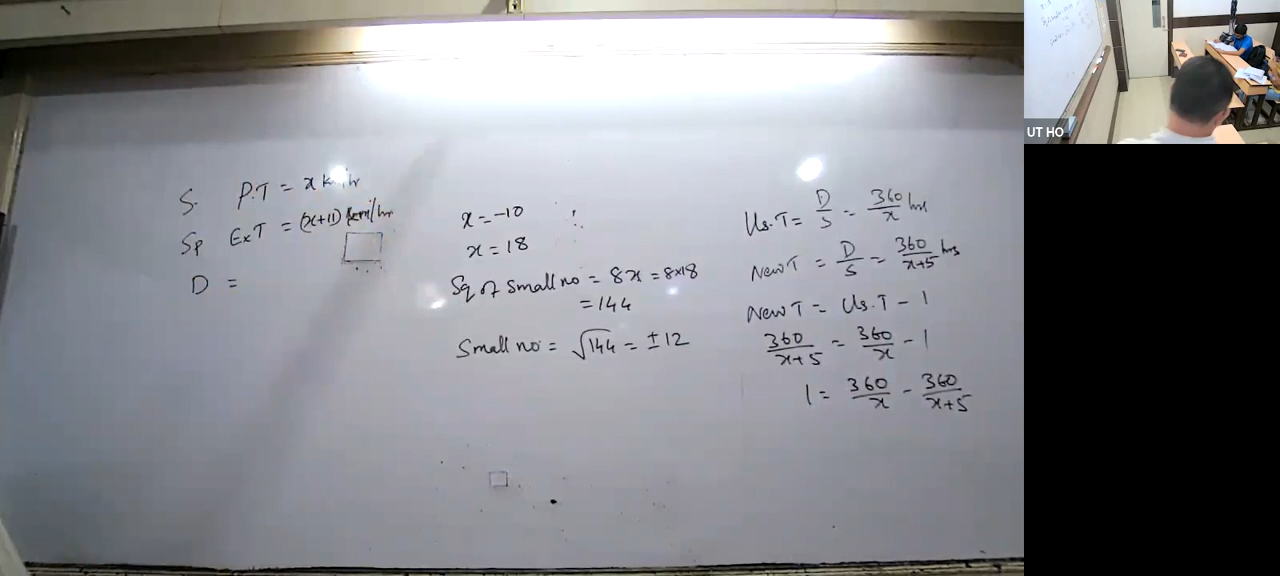 S. P.T = x km/hr
Sp Ex T = (x+11) km/hr
D =
x = -10
x = 18
Sq of small no = 8x = 8×18
= 144
Small no = √144 = ±12
Us.T = D/S = 360/x hrs
New T = D/S = 360/x+5 hrs
New T = Us.T - 1
360/x+5 = 360/x - 1
1 = 360/x - 360/x+5
UT HO